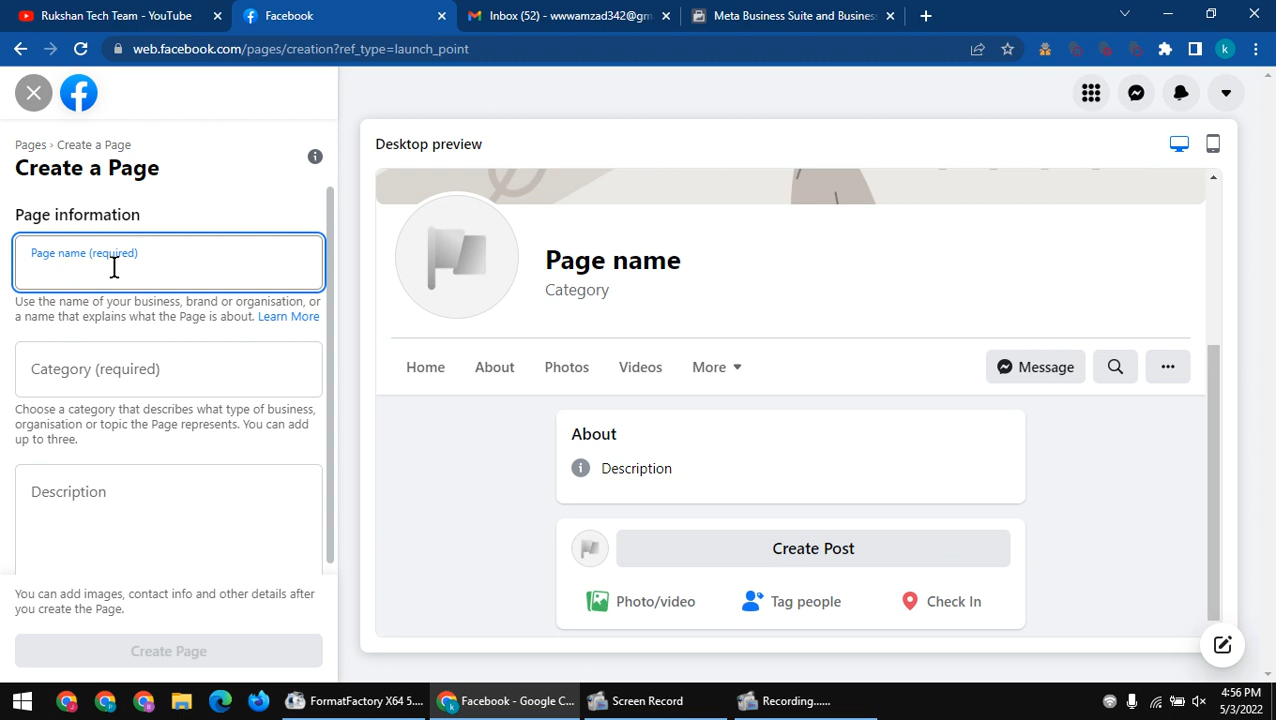 Rukshan Tech Team - YouTube
Facebook
Inbox (52) - wwwamzad342@gm
Meta Business Suite and Busines
web.facebook.com/pages/creation?ref_type=launch_point
k
Pages › Create a Page
Create a Page
Page information
Page name (required)
Use the name of your business, brand or organisation, or
a name that explains what the Page is about. Learn More
Category (required)
Choose a category that describes what type of business,
organisation or topic the Page represents. You can add
up to three.
Description
You can add images, contact info and other details after
you create the Page.
Create Page
Desktop preview
Page name
Category
Home About Photos Videos More
Message
About
Description
Create Post
Photo/video Tag people Check In
FormatFactory X64 5....
Facebook - Google C...
Screen Record
Recording......
4:56 PM
5/3/2022